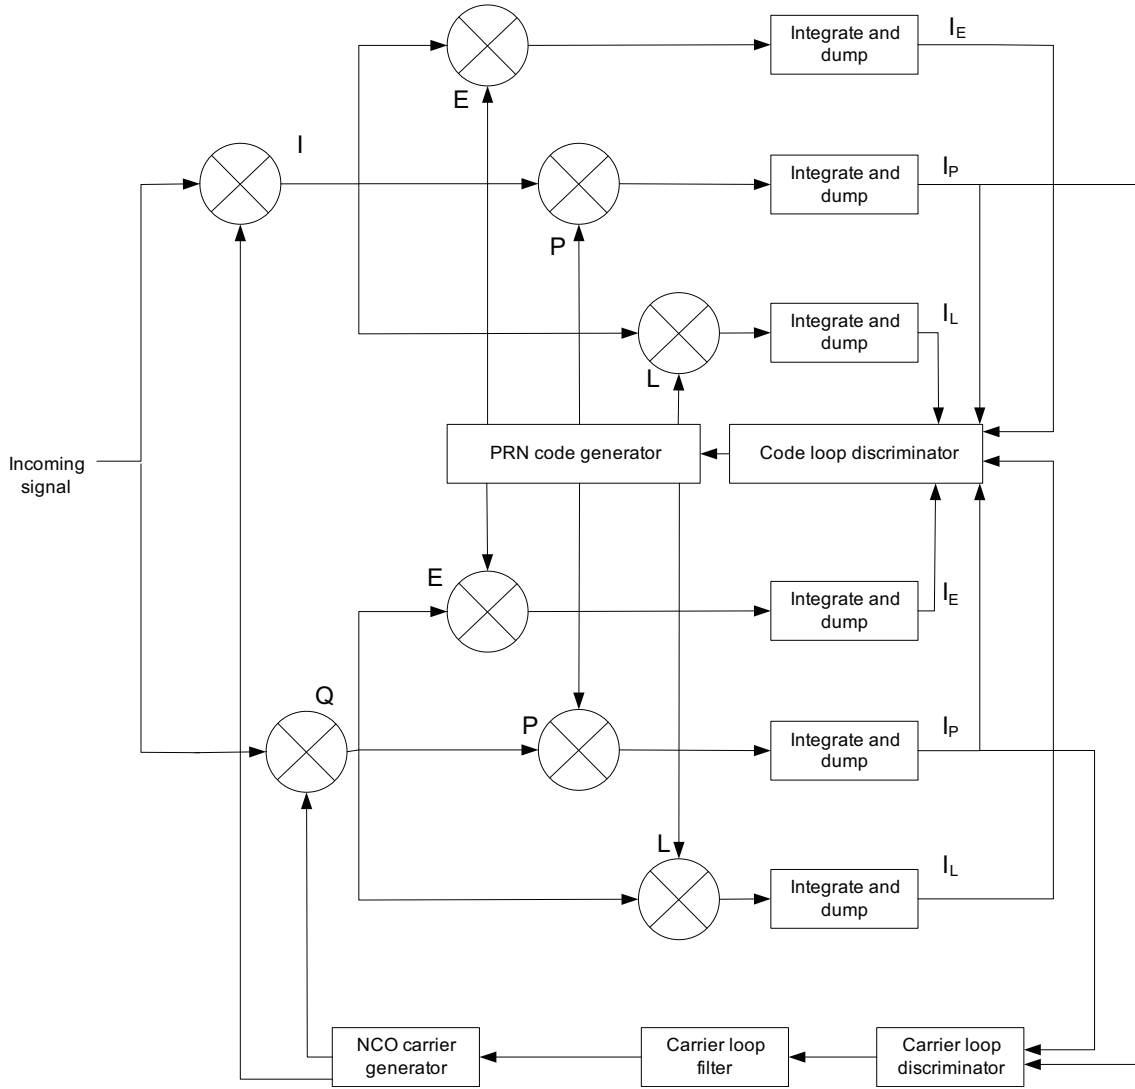 I_E
Integrate and
dump
E
I
I_P
Integrate and
dump
P
I_L
Integrate and
dump
L
PRN code generator
Code loop discriminator
Incoming
signal
E
Integrate and
dump
I_E
Q
P
Integrate and
dump
I_P
L
Integrate and
dump
I_L
NCO carrier
generator
Carrier loop
filter
Carrier loop
discriminator